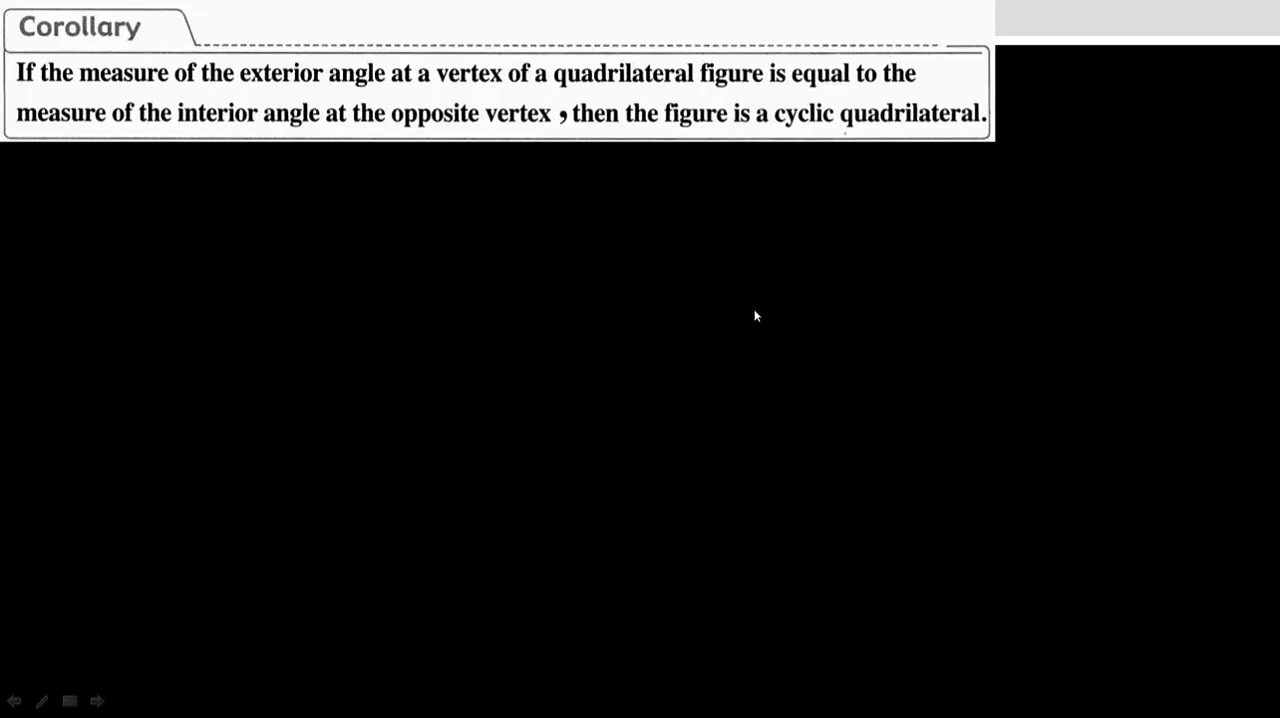 Corollary
If the measure of the exterior angle at a vertex of a quadrilateral figure is equal to the
measure of the interior angle at the opposite vertex , then the figure is a cyclic quadrilateral.